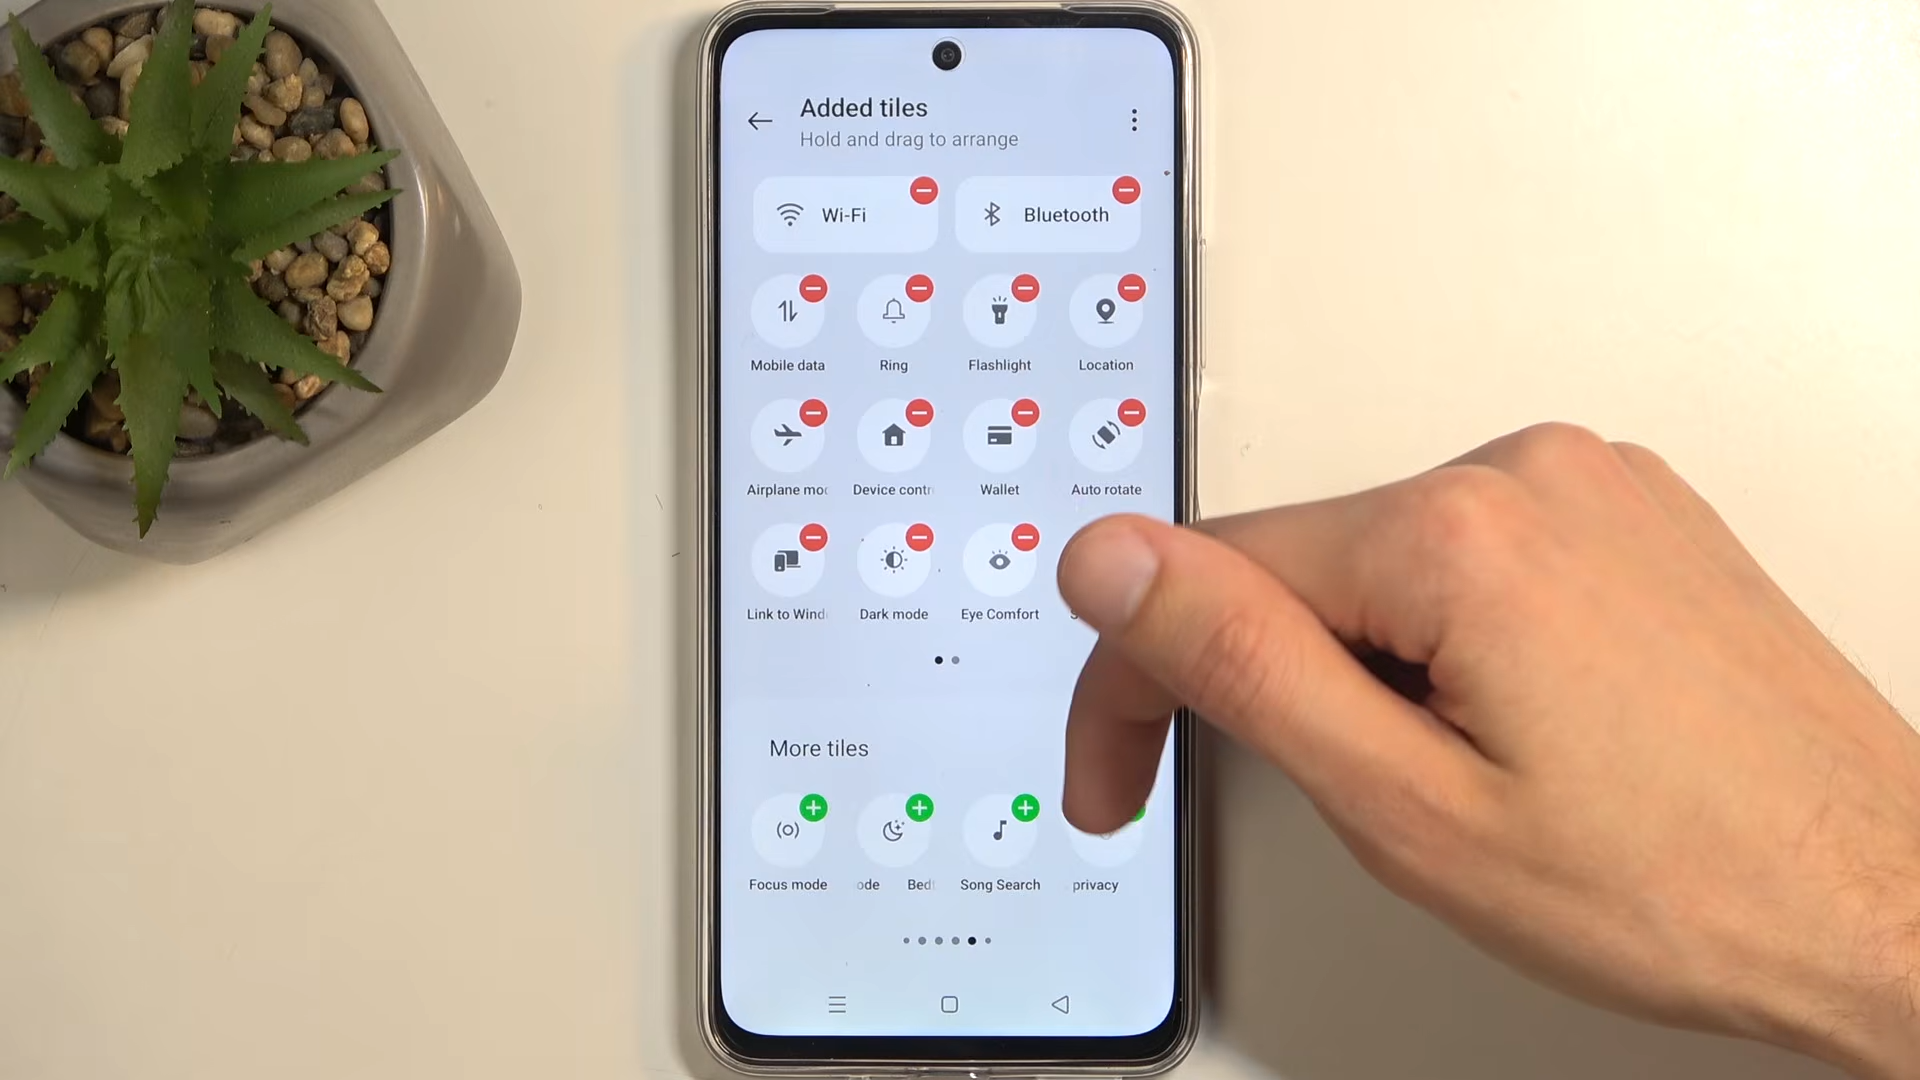 Added tiles
Hold and drag to arrange
Wi-Fi
Bluetooth
Mobile data
Ring
Flashlight
Location
Airplane mo
Device contr
Wallet
Auto rotate
Link to Wind
Dark mode
Eye Comfort
More tiles
Focus mode
ode
Bed
Song Search
privacy